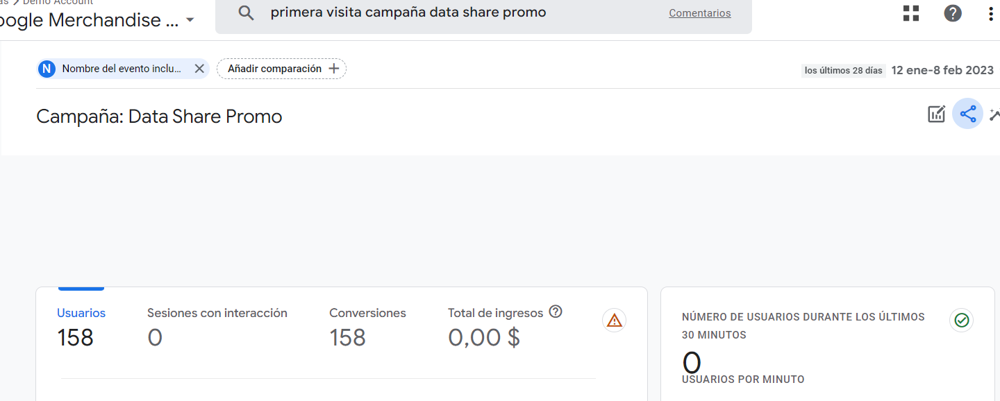 as > Demo Account
oogle Merchandise ...
primera visita campaña data share promo
Comentarios
N Nombre del evento inclu...
Añadir comparación
los últimos 28 días 12 ene-8 feb 2023
Campaña: Data Share Promo
Usuarios
158
Sesiones con interacción
0
Conversiones
158
Total de ingresos
0,00 $
NÚMERO DE USUARIOS DURANTE LOS ÚLTIMOS
30 MINUTOS
0
USUARIOS POR MINUTO